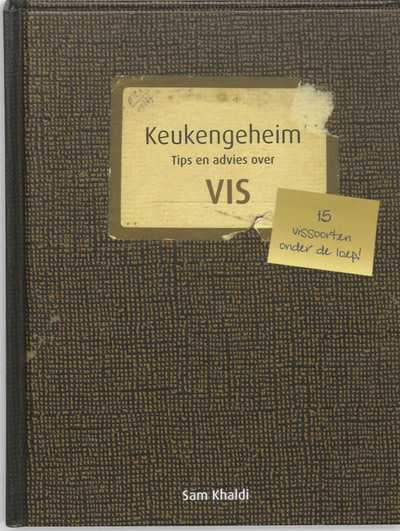 Keukengeheim
Tips en advies over
VIS
15
vissoorten
onder de loep!
Sam Khaldi